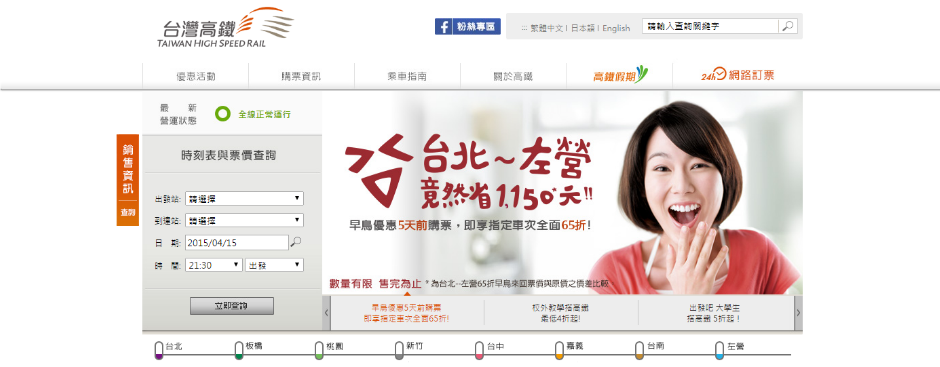 台灣高鐵
TAIWAN HIGH SPEED RAIL
f 粉絲專區
::: 繁體中文 | 日本語 | English
請輸入查詢關鍵字
優惠活動
購票資訊
乘車指南
關於高鐵
高鐵假期
24h 網路訂票
最新
營運狀態
全線正常運行
銷售資訊
查詢
時刻表與票價查詢
出發站: 請選擇
到達站: 請選擇
日 期: 2015/04/15
時 間: 21:30 出發
立即查詢
台北~左營
竟然省1,150元!!
早鳥優惠5天前購票，即享指定車次全面65折!
數量有限 售完為止 *為台北--左營65折早鳥來回票價與原價之價差比較
早鳥優惠5天前購票
即享指定車次全面65折!
校外教學搭高鐵
最低4折起!
出發吧 大學生
搭高鐵 5折起！
台北
板橋
桃園
新竹
台中
嘉義
台南
左營